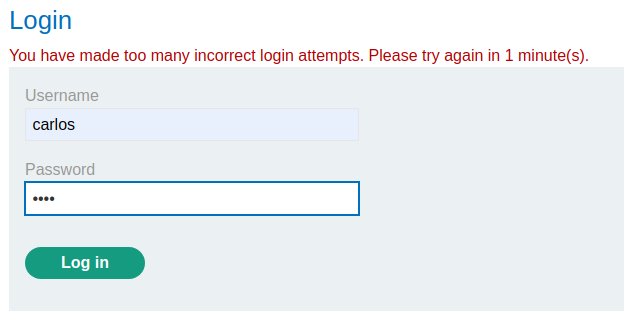 Login
You have made too many incorrect login attempts. Please try again in 1 minute(s).
Username
carlos
Password
••••
Log in